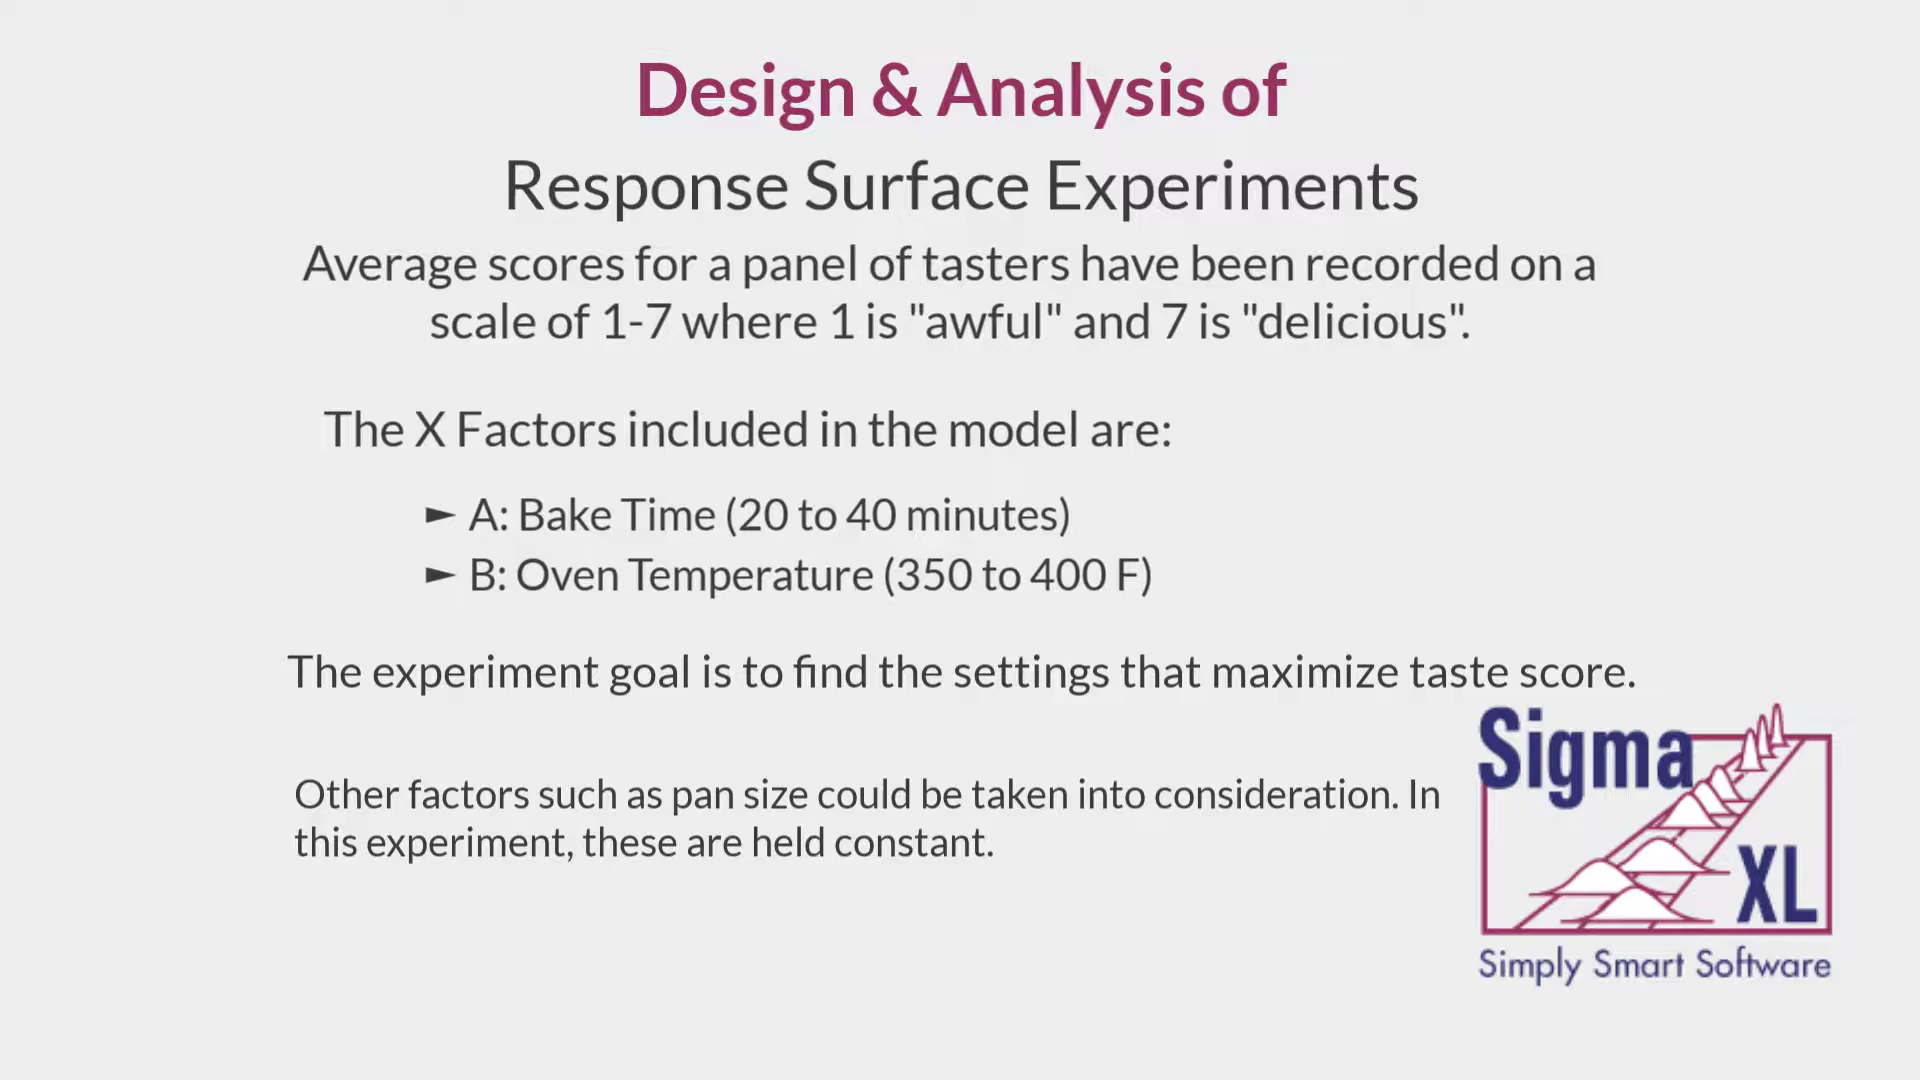 Design & Analysis of
Response Surface Experiments
Average scores for a panel of tasters have been recorded on a
scale of 1-7 where 1 is "awful" and 7 is "delicious".
The X Factors included in the model are:
► A: Bake Time (20 to 40 minutes)
► B: Oven Temperature (350 to 400 F)
The experiment goal is to find the settings that maximize taste score.
Other factors such as pan size could be taken into consideration. In
this experiment, these are held constant.
Sigma
XL
Simply Smart Software